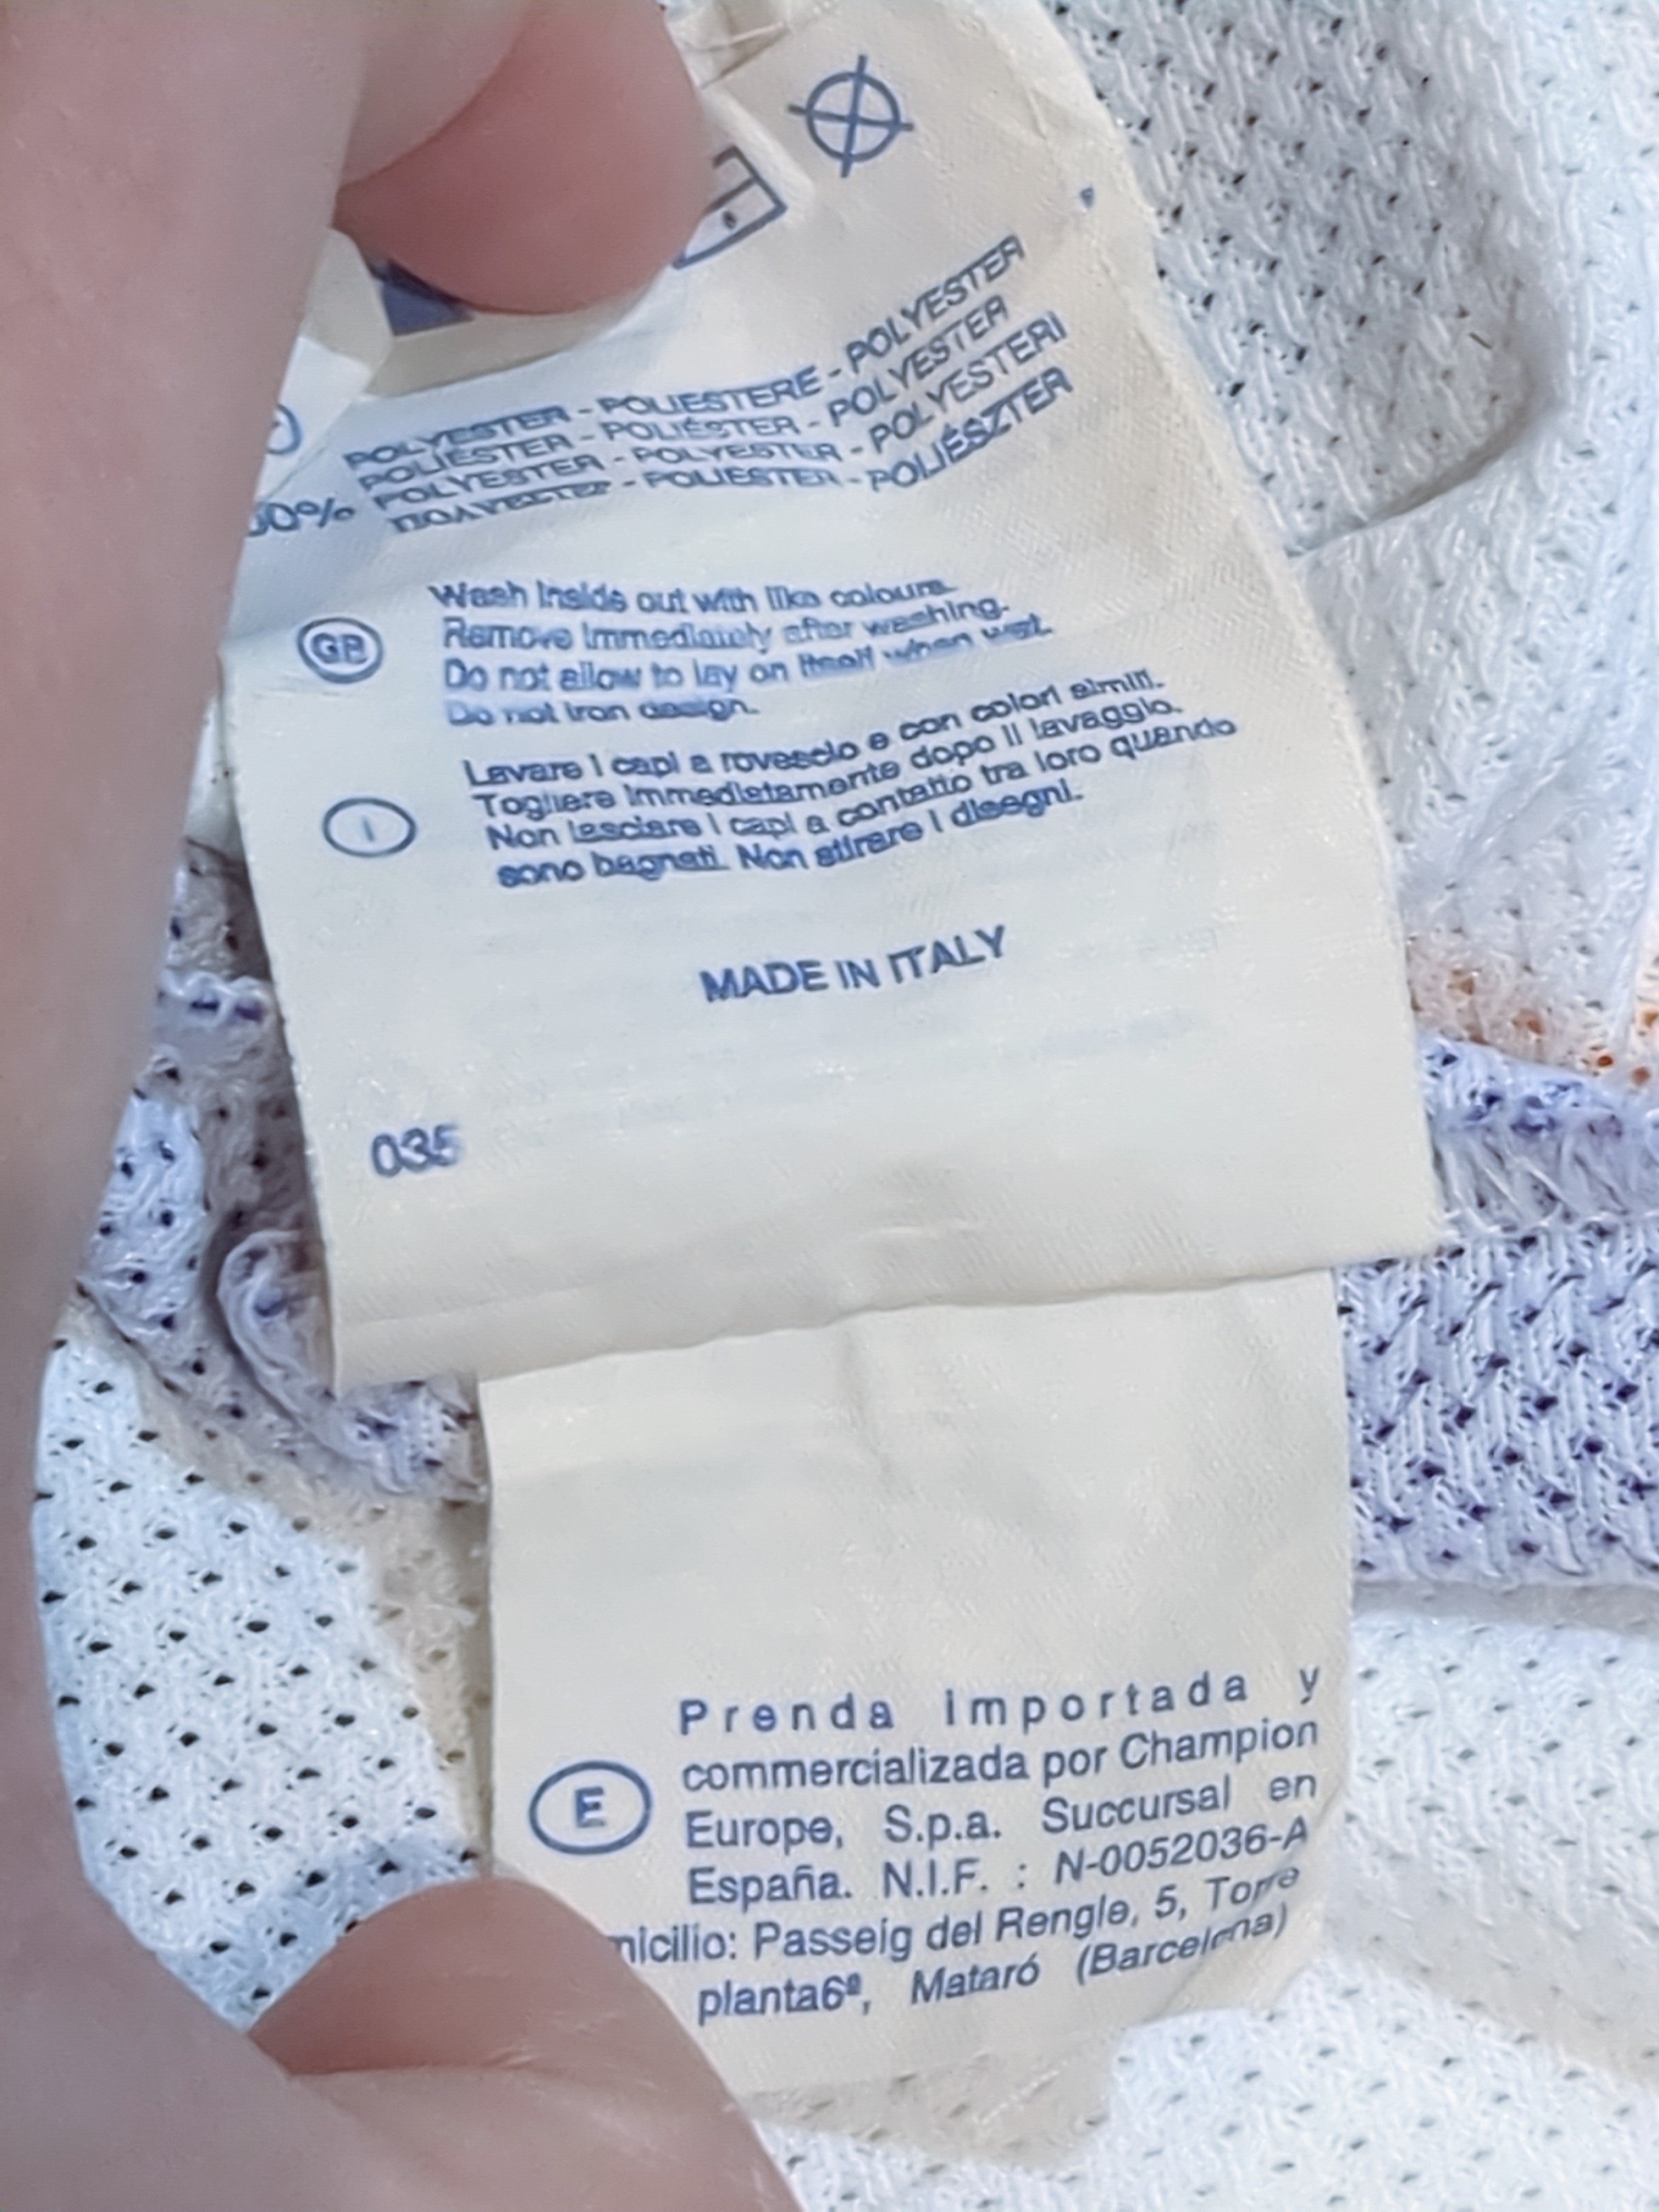 POLYESTER - POLIESTERE - POLYESTER
POLIESTER - POLIÉSTER - POLYESTER
00% POLYESTER - POLYESTER - POLYESTERI
ΠΟΛΥΕΣΤΕΡ - POLIESTER - POLIÉSZTER
GB
Wash inside out with like colours.
Remove immediately after washing.
Do not allow to lay on itself when wet.
Do not iron design.
I
Lavare i capi a rovescio e con colori simili.
Togliere immediatamente dopo il lavaggio.
Non lasciare i capi a contatto tra loro quando
sono bagnati. Non stirare i disegni.
MADE IN ITALY
035
E
Prenda importada y
commercializada por Champion
Europe, S.p.a. Succursal en
España. N.I.F. : N-0052036-A
micilio: Passeig del Rengle, 5, Torre
planta6ª, Mataró (Barcelona)